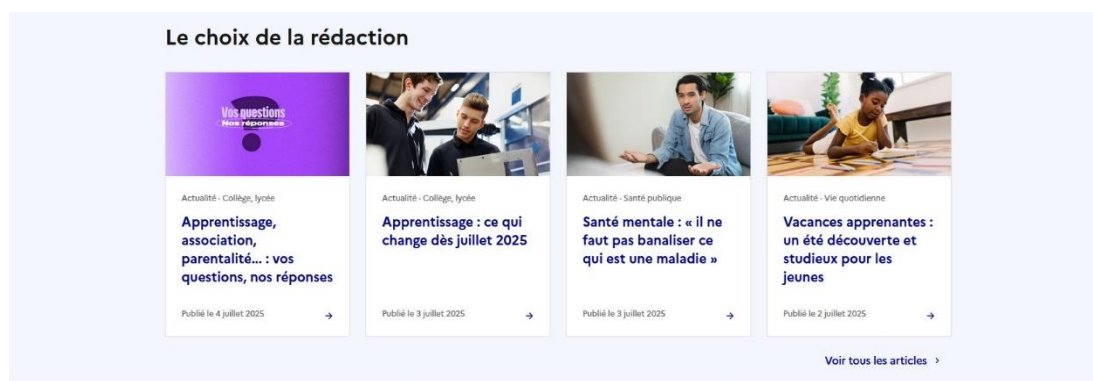 Le choix de la rédaction
Vos questions
Nos réponses
Actualité - Collège, lycée
Apprentissage,
association,
parentalité... : vos
questions, nos réponses
Publié le 4 juillet 2025
Actualité - Collège, lycée
Apprentissage : ce qui
change dès juillet 2025
Publié le 3 juillet 2025
Actualité - Santé publique
Santé mentale : « il ne
faut pas banaliser ce
qui est une maladie »
Publié le 3 juillet 2025
Actualité - Vie quotidienne
Vacances apprenantes :
un été découverte et
studieux pour les
jeunes
Publié le 2 juillet 2025
Voir tous les articles